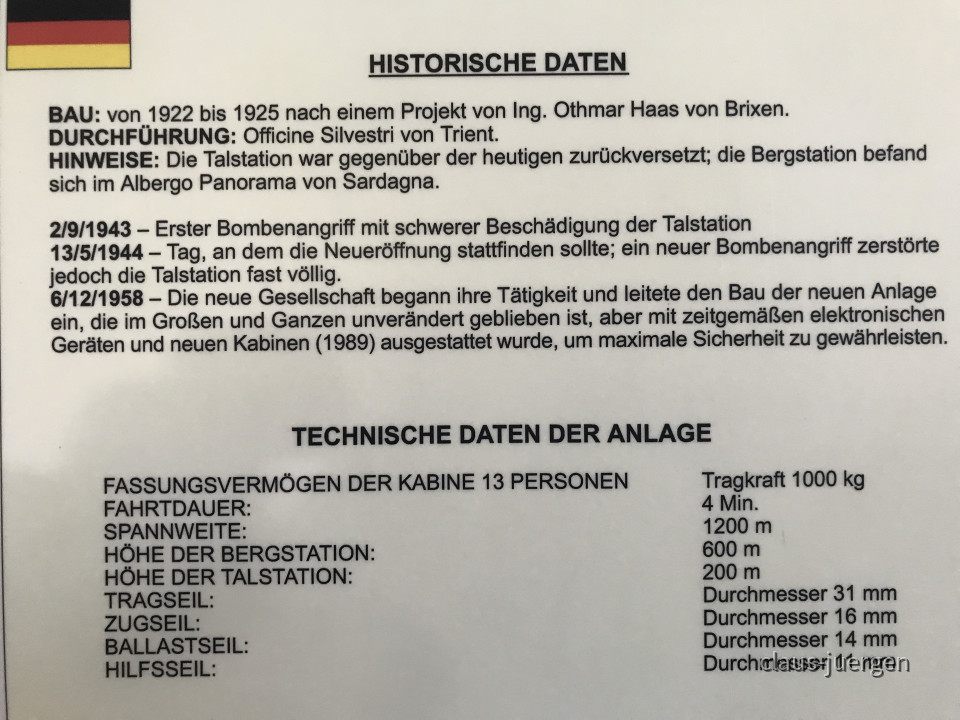 HISTORISCHE DATEN
BAU: von 1922 bis 1925 nach einem Projekt von Ing. Othmar Haas von Brixen.
DURCHFÜHRUNG: Officine Silvestri von Trient.
HINWEISE: Die Talstation war gegenüber der heutigen zurückversetzt; die Bergstation befand
sich im Albergo Panorama von Sardagna.
2/9/1943 – Erster Bombenangriff mit schwerer Beschädigung der Talstation
13/5/1944 – Tag, an dem die Neueröffnung stattfinden sollte; ein neuer Bombenangriff zerstörte
jedoch die Talstation fast völlig.
6/12/1958 – Die neue Gesellschaft begann ihre Tätigkeit und leitete den Bau der neuen Anlage
ein, die im Großen und Ganzen unverändert geblieben ist, aber mit zeitgemäßen elektronischen
Geräten und neuen Kabinen (1989) ausgestattet wurde, um maximale Sicherheit zu gewährleisten.
TECHNISCHE DATEN DER ANLAGE
FASSUNGSVERMÖGEN DER KABINE 13 PERSONEN Tragkraft 1000 kg
FAHRTDAUER: 4 Min.
SPANNWEITE: 1200 m
HÖHE DER BERGSTATION: 600 m
HÖHE DER TALSTATION: 200 m
TRAGSEIL: Durchmesser 31 mm
ZUGSEIL: Durchmesser 16 mm
BALLASTSEIL: Durchmesser 14 mm
HILFSSEIL: Durchmesser 11 mm
claus-juergen